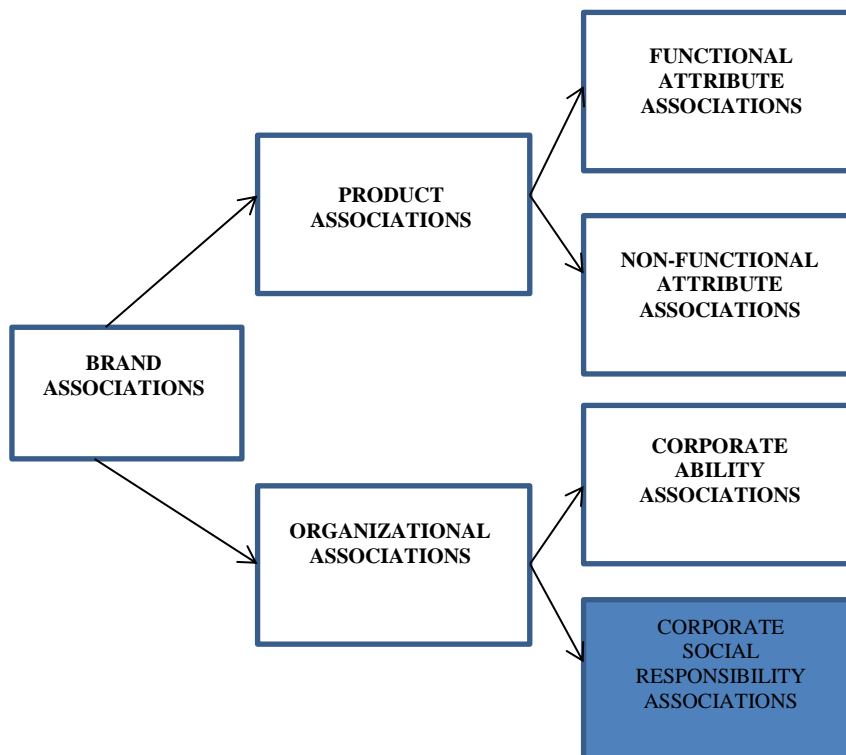 FUNCTIONAL
ATTRIBUTE
ASSOCIATIONS
PRODUCT
ASSOCIATIONS
NON-FUNCTIONAL
ATTRIBUTE
ASSOCIATIONS
BRAND
ASSOCIATIONS
CORPORATE
ABILITY
ASSOCIATIONS
ORGANIZATIONAL
ASSOCIATIONS
CORPORATE
SOCIAL
RESPONSIBILITY
ASSOCIATIONS